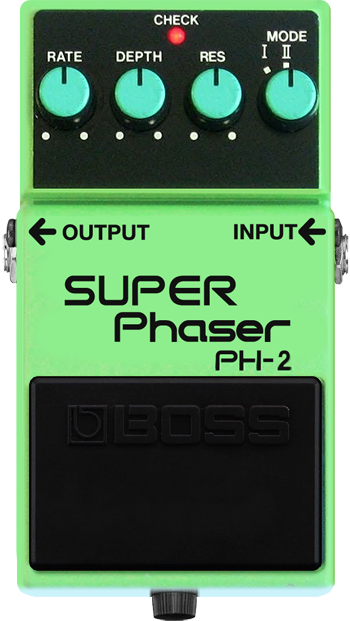 CHECK
RATE DEPTH RES MODE
I II
OUTPUT INPUT
SUPER
Phaser
PH-2
BOSS